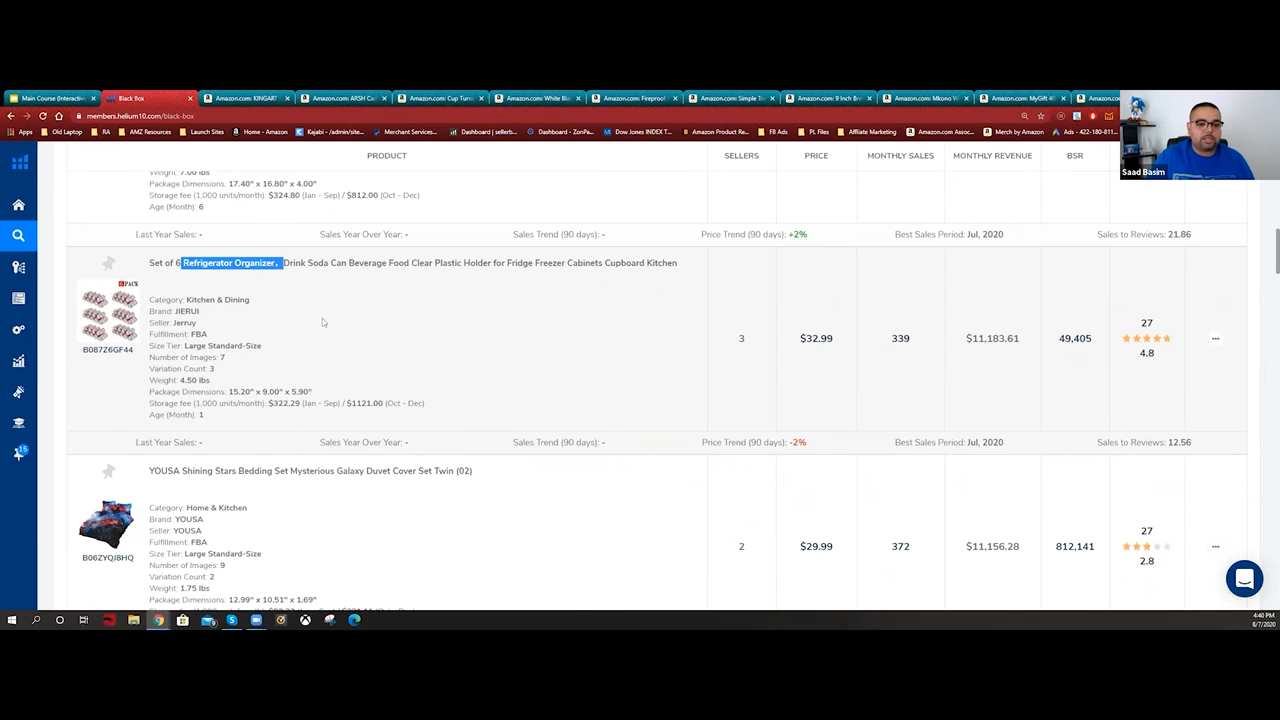 Main Course (Interactiv
Black Box
Amazon.com: KINGART
Amazon.com: ARSH Can
Amazon.com: Cup Turne
Amazon.com: White Bla
Amazon.com: Fireproof
Amazon.com: Simple Tr
Amazon.com: 9 Inch Bre
Amazon.com: Mkono W
Amazon.com: MyGift 40
Amazon.co
members.helium10.com/black-box
Apps
Old Laptop
RA
AMZ Resources
Launch Sites
Home - Amazon
Kajabi - /admin/site...
Merchant Services...
Dashboard | sellerb...
Dashboard - ZonPa...
Dow Jones INDEX T...
Amazon Product Re...
FB Ads
PL Files
Affiliate Marketing
Amazon.com Assoc...
Merch by Amazon
Ads - 422-180-811...
Saad Basim
PRODUCT
SELLERS
PRICE
MONTHLY SALES
MONTHLY REVENUE
BSR
Weight: 7.00 lbs
Package Dimensions: 17.40" x 16.80" x 4.00"
Storage fee (1,000 units/month): $324.80 (Jan - Sep) / $812.00 (Oct - Dec)
Age (Month): 6
Last Year Sales: -
Sales Year Over Year: -
Sales Trend (90 days): -
Price Trend (90 days): +2%
Best Sales Period: Jul, 2020
Sales to Reviews: 21.86
Set of 6 Refrigerator Organizer, Drink Soda Can Beverage Food Clear Plastic Holder for Fridge Freezer Cabinets Cupboard Kitchen
6 PACK
B087Z6GF44
Category: Kitchen & Dining
Brand: JIERUI
Seller: Jerruy
Fulfillment: FBA
Size Tier: Large Standard-Size
Number of Images: 7
Variation Count: 3
Weight: 4.50 lbs
Package Dimensions: 15.20" x 9.00" x 5.90"
Storage fee (1,000 units/month): $322.29 (Jan - Sep) / $1121.00 (Oct - Dec)
Age (Month): 1
3
$32.99
339
$11,183.61
49,405
27
4.8
Last Year Sales: -
Sales Year Over Year: -
Sales Trend (90 days): -
Price Trend (90 days): -2%
Best Sales Period: Jul, 2020
Sales to Reviews: 12.56
YOUSA Shining Stars Bedding Set Mysterious Galaxy Duvet Cover Set Twin (02)
B06ZYQJ8HQ
Category: Home & Kitchen
Brand: YOUSA
Seller: YOUSA
Fulfillment: FBA
Size Tier: Large Standard-Size
Number of Images: 9
Variation Count: 2
Weight: 1.75 lbs
Package Dimensions: 12.99" x 10.51" x 1.69"
2
$29.99
372
$11,156.28
812,141
27
2.8
15
4:40 PM
8/7/2020